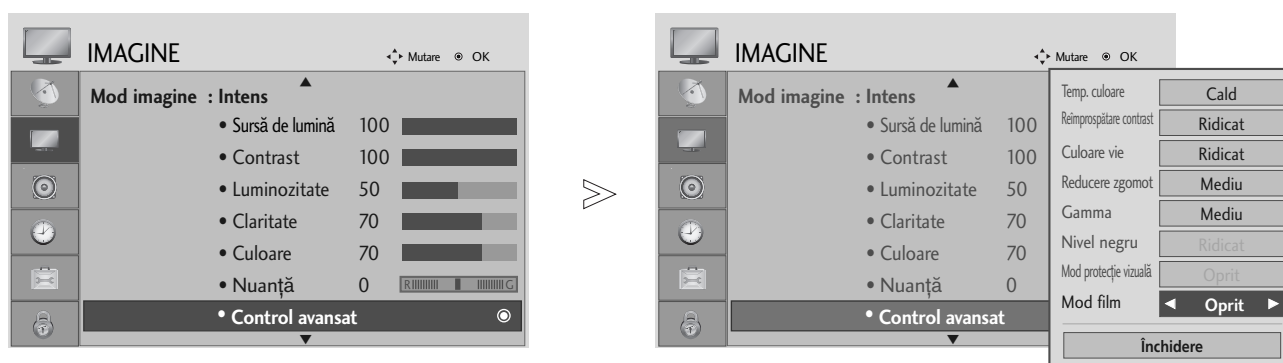 IMAGINE
Mutare OK
Mod imagine : Intens
• Sursă de lumină 100
• Contrast 100
• Luminozitate 50
• Claritate 70
• Culoare 70
• Nuanță 0 R G
• Control avansat
IMAGINE
Mutare OK
Mod imagine : Intens
• Sursă de lumină 100
• Contrast 100
• Luminozitate 50
• Claritate 70
• Culoare 70
• Nuanță 0
• Control avansat
Temp. culoare Cald
Reîmprospătare contrast Ridicat
Culoare vie Ridicat
Reducere zgomot Mediu
Gamma Mediu
Nivel negru Ridicat
Mod protecţie vizuală Oprit
Mod film ◄ Oprit ►
Închidere